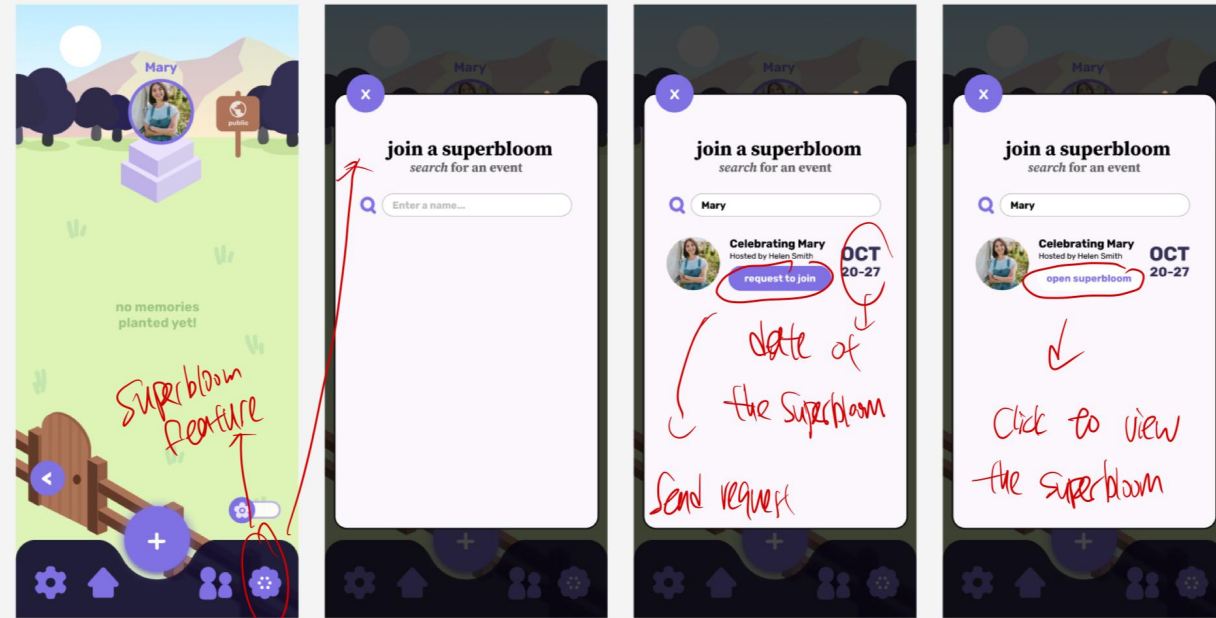 Mary
public
no memories
planted yet!
Superbloom
feature
<
+
Mary
x
join a superbloom
search for an event
Enter a name...
+
Mary
x
join a superbloom
search for an event
Mary
Celebrating Mary
Hosted by Helen Smith
request to join
OCT
20-27
date of
the Superbloom
Send request
+
Mary
x
join a superbloom
search for an event
Mary
Celebrating Mary
Hosted by Helen Smith
open superbloom
OCT
20-27
Click to view
the superbloom
+